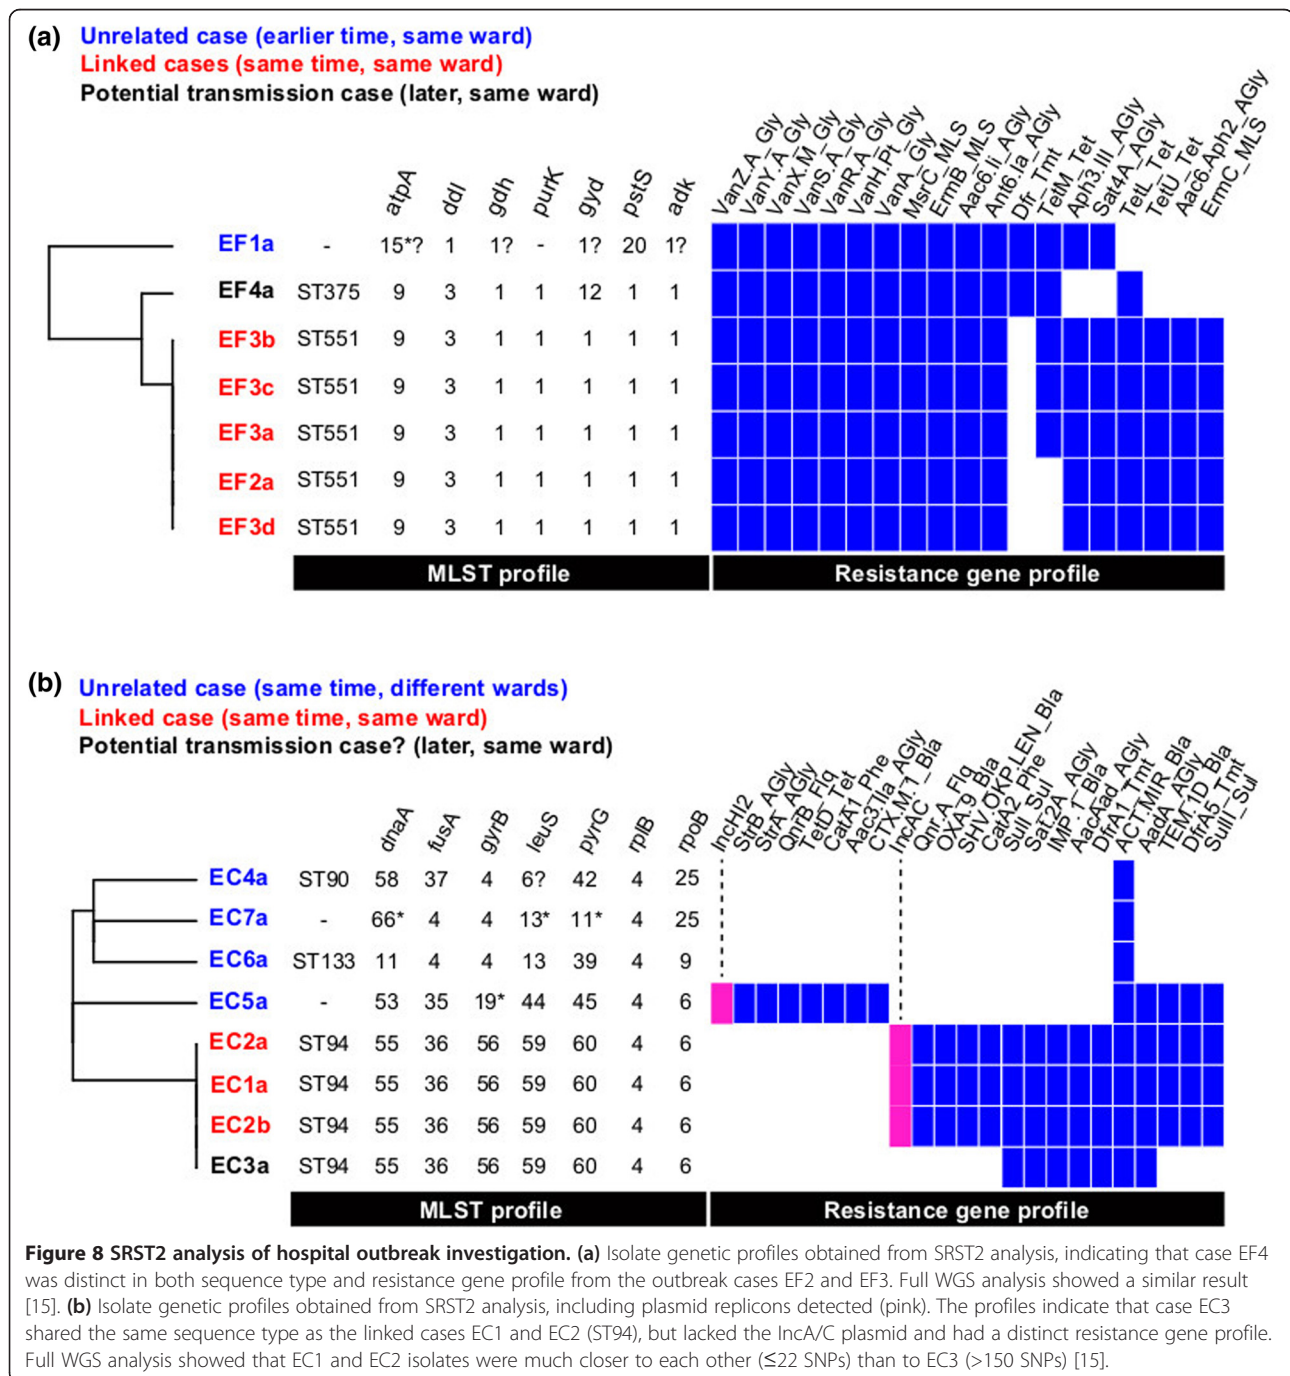 (a) Unrelated case (earlier time, same ward)
Linked cases (same time, same ward)
Potential transmission case (later, same ward)
atpA ddl gdh purK gyd pstS adk
VanZ.A_Gly VanY.A_Gly VanX.M_Gly VanS.A_Gly VanR.A_Gly VanH.Pt_Gly VanA_Gly MsrC_MLS ErmB_MLS Aac6.Ii_AGly Ant6.Ia_AGly Dfr_Tmt TetM_Tet Aph3.III_AGly Sat4A_AGly TetL_Tet TetU_Tet Aac6.Aph2_AGly ErmC_MLS
EF1a - 15*? 1 1? - 1? 20 1?
EF4a ST375 9 3 1 1 12 1 1
EF3b ST551 9 3 1 1 1 1 1
EF3c ST551 9 3 1 1 1 1 1
EF3a ST551 9 3 1 1 1 1 1
EF2a ST551 9 3 1 1 1 1 1
EF3d ST551 9 3 1 1 1 1 1
MLST profile Resistance gene profile
(b) Unrelated case (same time, different wards)
Linked case (same time, same ward)
Potential transmission case? (later, same ward)
dnaA fusA gyrB leuS pyrG rplB rpoB
IncHI2 StrB_AGly StrA_AGly QnrB_Flq TetD_Tet CatA1_Phe Aac3.IIa_AGly CTX.M.1_Bla IncAC Qnr.A_Flq OXA.9_Bla SHV.OKP.LEN_Bla CatA2_Phe SulI_Sul Sat.2A_AGly IMP.1_Bla AacAad_AGly DfrA1_Tmt ACT.MIR_Bla AadA_AGly TEM.1D_Bla DfrA5_Tmt SulII_Sul
EC4a ST90 58 37 4 6? 42 4 25
EC7a - 66* 4 4 13* 11* 4 25
EC6a ST133 11 4 4 13 39 4 9
EC5a - 53 35 19* 44 45 4 6
EC2a ST94 55 36 56 59 60 4 6
EC1a ST94 55 36 56 59 60 4 6
EC2b ST94 55 36 56 59 60 4 6
EC3a ST94 55 36 56 59 60 4 6
MLST profile Resistance gene profile
Figure 8 SRST2 analysis of hospital outbreak investigation. (a) Isolate genetic profiles obtained from SRST2 analysis, indicating that case EF4
was distinct in both sequence type and resistance gene profile from the outbreak cases EF2 and EF3. Full WGS analysis showed a similar result
[15]. (b) Isolate genetic profiles obtained from SRST2 analysis, including plasmid replicons detected (pink). The profiles indicate that case EC3
shared the same sequence type as the linked cases EC1 and EC2 (ST94), but lacked the IncA/C plasmid and had a distinct resistance gene profile.
Full WGS analysis showed that EC1 and EC2 isolates were much closer to each other (≤22 SNPs) than to EC3 (>150 SNPs) [15].